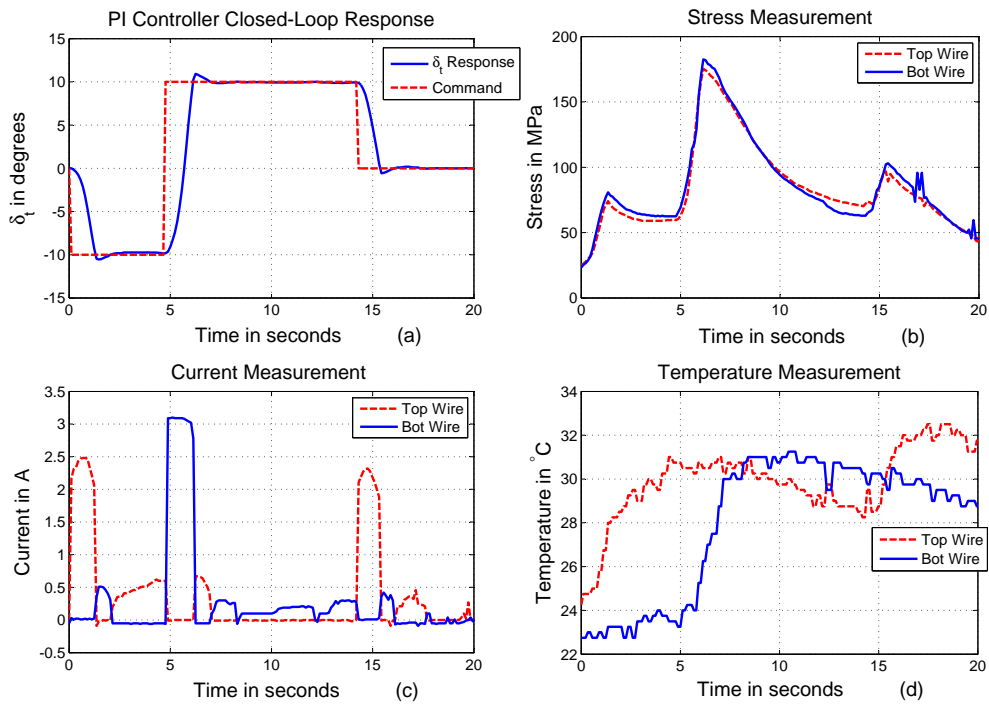 PI Controller Closed-Loop Response
15
10
5
0
-5
-10
-15
δt in degrees
δt Response
Command
0 5 10 15 20
Time in seconds
(a)
Stress Measurement
200
150
100
50
0
Stress in MPa
Top Wire
Bot Wire
0 5 10 15 20
Time in seconds
(b)
Current Measurement
3.5
3
2.5
2
1.5
1
0.5
0
-0.5
Current in A
Top Wire
Bot Wire
0 5 10 15 20
Time in seconds
(c)
Temperature Measurement
34
32
30
28
26
24
22
Temperature in °C
Top Wire
Bot Wire
0 5 10 15 20
Time in seconds
(d)